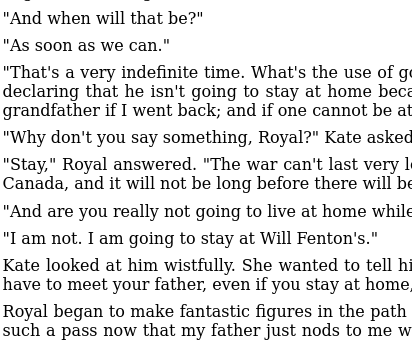 "And when will that be?"
"As soon as we can."
"That's a very indefinite time. What's the use of
declaring that he isn't going to stay at home
grandfather if I went back; and if one cannot be at
"Why don't you say something, Royal?" Kate asked
"Stay," Royal answered. "The war can't last very
Canada, and it will not be long before there will
"And are you really not going to live at home while
"I am not. I am going to stay at Will Fenton's."
Kate looked at him wistfully. She wanted to tell
have to meet your father, even if you stay at home,
Royal began to make fantastic figures in the path
such a pass now that my father just nods to me